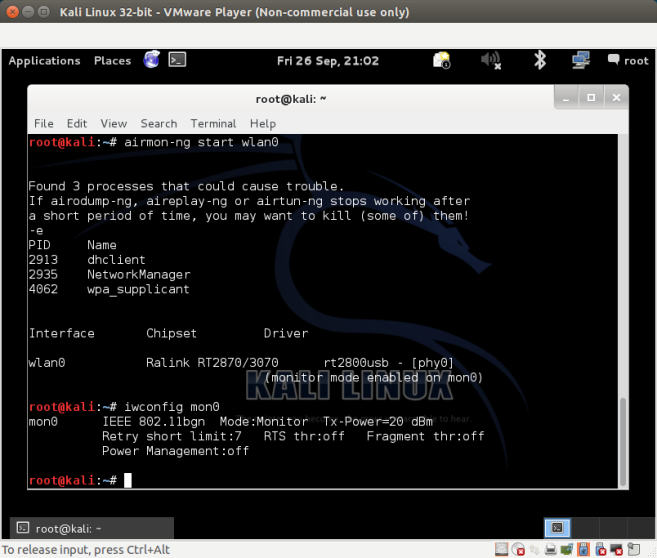 Kali Linux 32-bit - VMware Player (Non-commercial use only)
Applications Places Fri 26 Sep, 21:02 root
root@kali: ~
File Edit View Search Terminal Help
root@kali:~# airmon-ng start wlan0
Found 3 processes that could cause trouble.
If airodump-ng, aireplay-ng or airtun-ng stops working after
a short period of time, you may want to kill (some of) them!
-e
PID Name
2913 dhclient
2935 NetworkManager
4062 wpa_supplicant
Interface Chipset Driver
wlan0 Ralink RT2870/3070 rt2800usb - [phy0]
(monitor mode enabled on mon0)
KALI LINUX
root@kali:~# iwconfig mon0
mon0 IEEE 802.11bgn Mode:Monitor Tx-Power=20 dBm
to hear.
Retry short limit:7 RTS thr:off Fragment thr:off
Power Management:off
root@kali:~#
root@kali: ~
To release input, press Ctrl+Alt